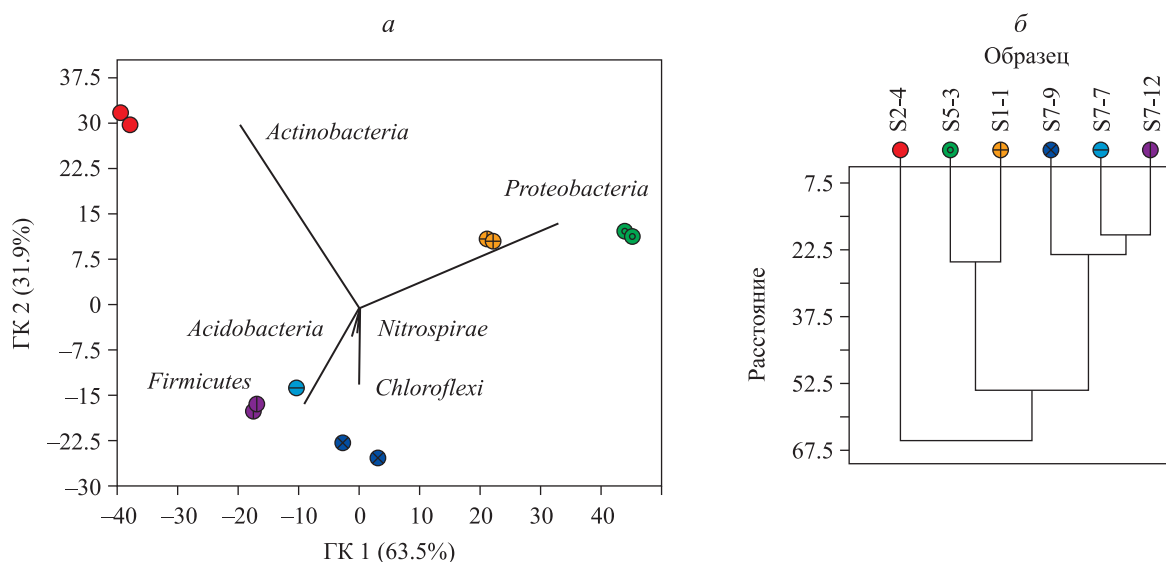 а
37.5
30
22.5
15
7.5
0
–7.5
–15
–22.5
–30
ГК 2 (31.9%)
Actinobacteria
Proteobacteria
Acidobacteria
Nitrospirae
Firmicutes
Chloroflexi
–40
–30
–20
–10
0
10
20
30
40
ГК 1 (63.5%)
б
Образец
S2-4
S5-3
S1-1
S7-9
S7-7
S7-12
Расстояние
7.5
22.5
37.5
52.5
67.5